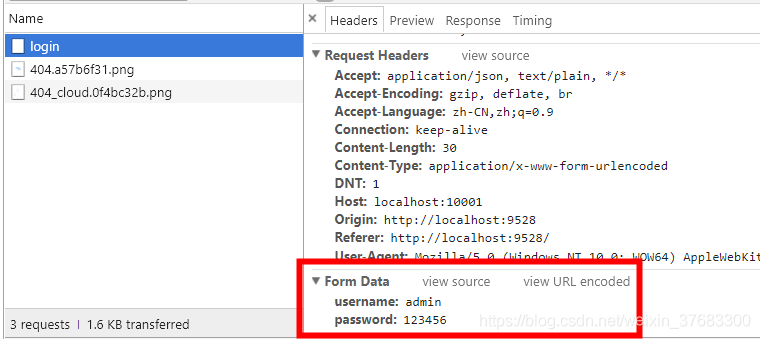 Name
Headers Preview Response Timing
login
404.a57b6f31.png
404_cloud.0f4bc32b.png
Request Headers view source
Accept: application/json, text/plain, */*
Accept-Encoding: gzip, deflate, br
Accept-Language: zh-CN,zh;q=0.9
Connection: keep-alive
Content-Length: 30
Content-Type: application/x-www-form-urlencoded
DNT: 1
Host: localhost:10001
Origin: http://localhost:9528
Referer: http://localhost:9528/
User-Agent: Mozilla/5.0 (Windows NT 10.0; WOW64) AppleWebKit
Form Data view source view URL encoded
username: admin
password: 123456
3 requests | 1.6 KB transferred
https://blog.csdn.net/weixin_37683300